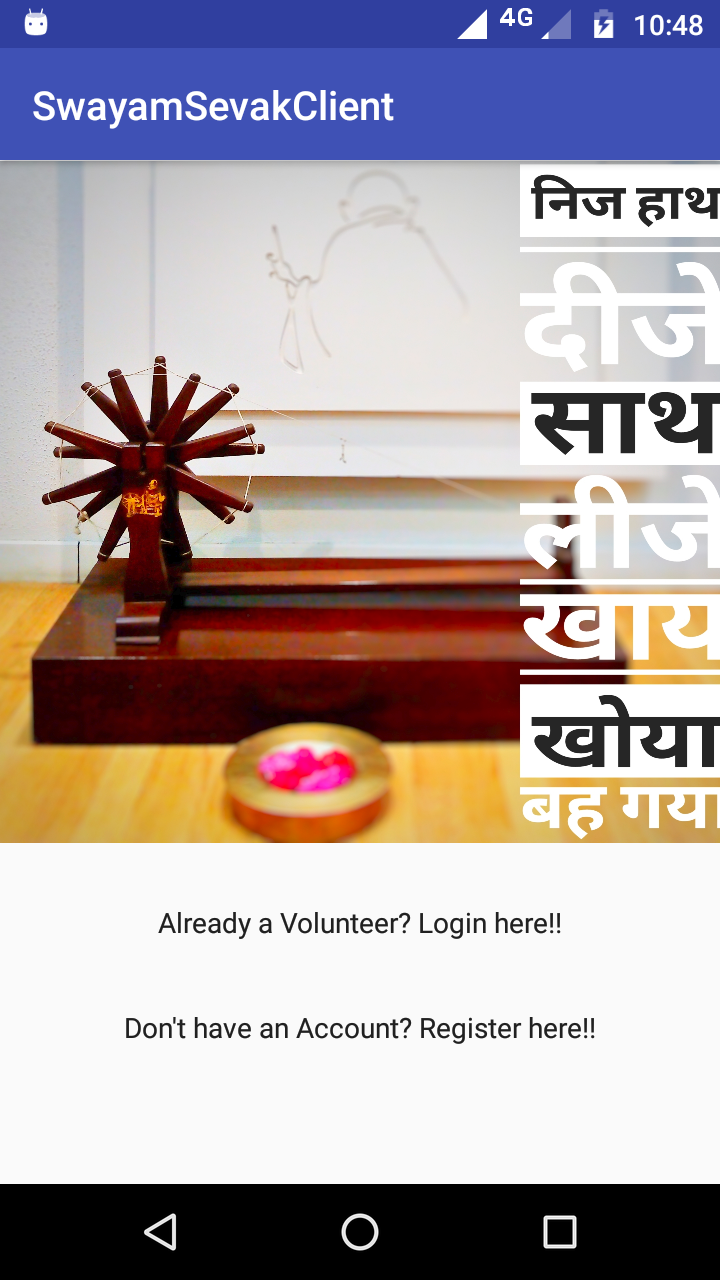 4G 10:48
SwayamSevakClient
निज हाथ
दीजे
साथ
लीजे
खाय
खोया
बह गया
Already a Volunteer? Login here!!
Don't have an Account? Register here!!